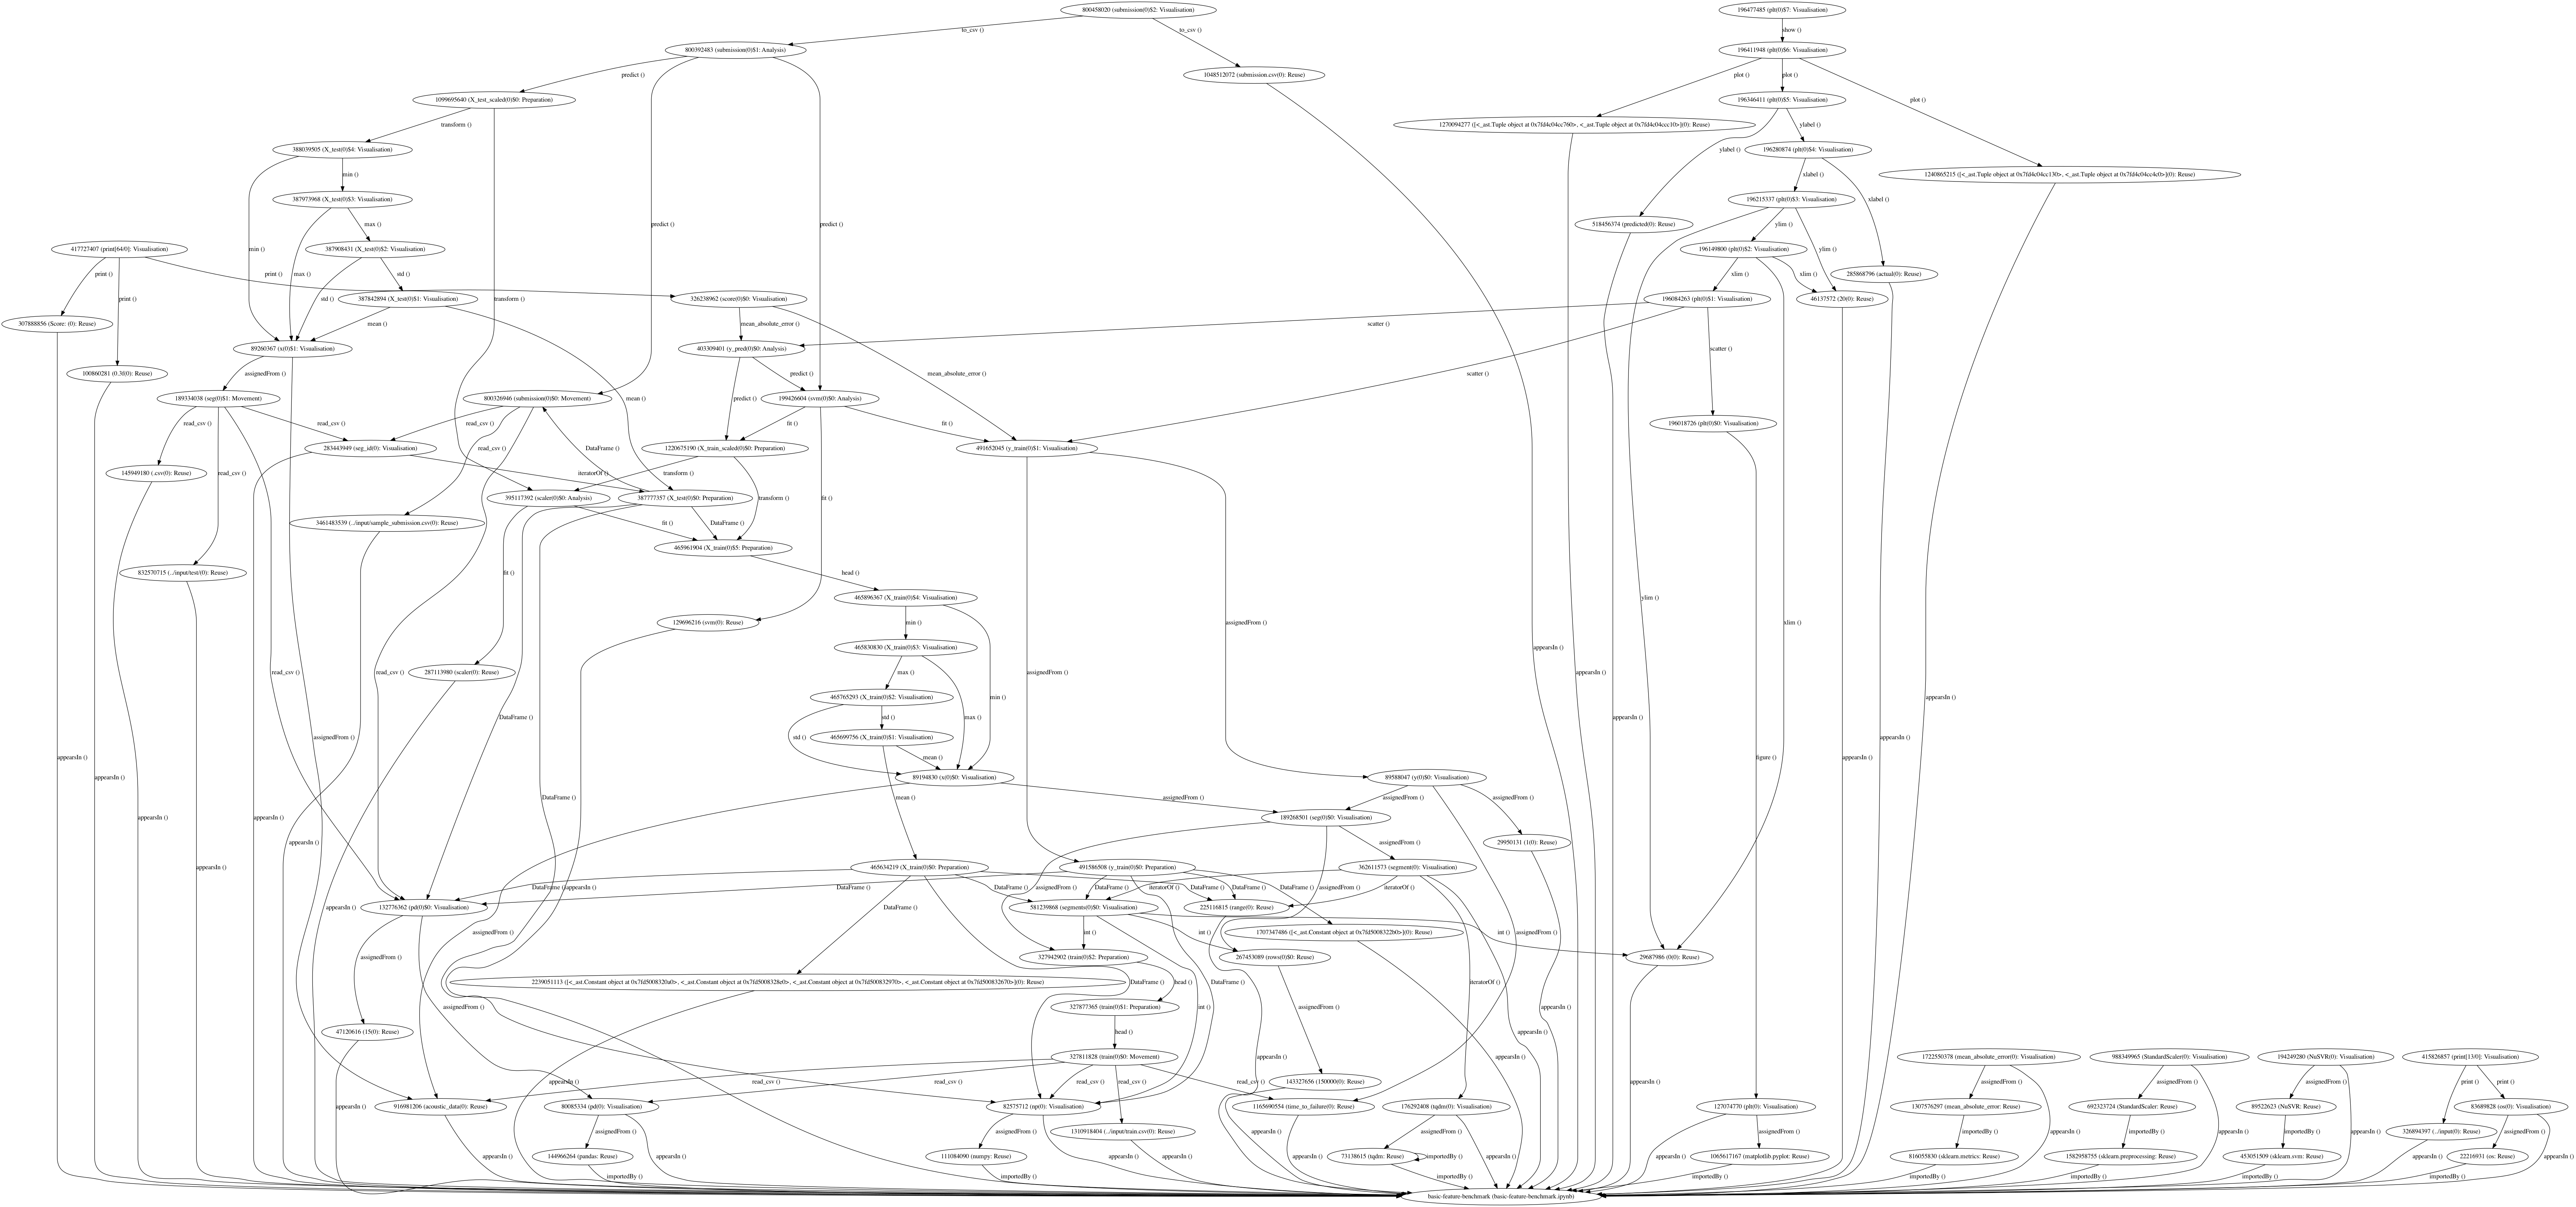 800458020 (submission(0)$2: Visualisation)
196477485 (plt(0)$7: Visualisation)
to_csv ()
to_csv ()
show ()
800392483 (submission(0)$1: Analysis)
196411948 (plt(0)$6: Visualisation)
predict ()
1048512072 (submission.csv(0): Reuse)
plot ()
plot ()
1099695640 (X_test_scaled(0)$0: Preparation)
196346411 (plt(0)$5: Visualisation)
plot ()
transform ()
1270094277 ([<_ast.Tuple object at 0x7fd4c04cc760>, <_ast.Tuple object at 0x7fd4c04ccc10>](0): Reuse)
ylabel ()
388039505 (X_test(0)$4: Visualisation)
ylabel ()
196280874 (plt(0)$4: Visualisation)
min ()
xlabel ()
1240865215 ([<_ast.Tuple object at 0x7fd4c04cc130>, <_ast.Tuple object at 0x7fd4c04cc4c0>](0): Reuse)
387973968 (X_test(0)$3: Visualisation)
196215337 (plt(0)$3: Visualisation)
xlabel ()
max ()
predict ()
predict ()
518456374 (predicted(0): Reuse)
ylim ()
417727407 (print[64/0]: Visualisation)
min ()
387908431 (X_test(0)$2: Visualisation)
196149800 (plt(0)$2: Visualisation)
ylim ()
print ()
print ()
max ()
std ()
xlim ()
xlim ()
285868796 (actual(0): Reuse)
print ()
std ()
387842894 (X_test(0)$1: Visualisation)
transform ()
326238962 (score(0)$0: Visualisation)
196084263 (plt(0)$1: Visualisation)
46137572 (20(0): Reuse)
307888856 (Score: (0): Reuse)
mean ()
mean_absolute_error ()
scatter ()
89260367 (x(0)$1: Visualisation)
403309401 (y_pred(0)$0: Analysis)
scatter ()
100860281 (0.3f(0): Reuse)
assignedFrom ()
predict ()
mean_absolute_error ()
scatter ()
189334038 (seg(0)$1: Movement)
800326946 (submission(0)$0: Movement)
mean ()
predict ()
199426604 (svm(0)$0: Analysis)
read_csv ()
read_csv ()
read_csv ()
fit ()
fit ()
196018726 (plt(0)$0: Visualisation)
283443949 (seg_id(0): Visualisation)
read_csv ()
DataFrame ()
1220675190 (X_train_scaled(0)$0: Preparation)
491652045 (y_train(0)$1: Visualisation)
145949180 (.csv(0): Reuse)
read_csv ()
iteratorOf ()
transform ()
395117392 (scaler(0)$0: Analysis)
387777357 (X_test(0)$0: Preparation)
transform ()
fit ()
3461483539 (../input/sample_submission.csv(0): Reuse)
fit ()
DataFrame ()
465961904 (X_train(0)$5: Preparation)
832570715 (../input/test/(0): Reuse)
fit ()
head ()
465896367 (X_train(0)$4: Visualisation)
ylim ()
129696216 (svm(0): Reuse)
min ()
assignedFrom ()
xlim ()
465830830 (X_train(0)$3: Visualisation)
appearsIn ()
read_csv ()
read_csv ()
287113980 (scaler(0): Reuse)
max ()
assignedFrom ()
appearsIn ()
465765293 (X_train(0)$2: Visualisation)
min ()
appearsIn ()
DataFrame ()
std ()
max ()
appearsIn ()
assignedFrom ()
std ()
465699756 (X_train(0)$1: Visualisation)
appearsIn ()
appearsIn ()
mean ()
figure ()
appearsIn ()
appearsIn ()
89194830 (x(0)$0: Visualisation)
89588047 (y(0)$0: Visualisation)
DataFrame ()
mean ()
assignedFrom ()
assignedFrom ()
assignedFrom ()
appearsIn ()
appearsIn ()
189268501 (seg(0)$0: Visualisation)
appearsIn ()
assignedFrom ()
29950131 (1(0): Reuse)
appearsIn ()
465634219 (X_train(0)$0: Preparation)
491586508 (y_train(0)$0: Preparation)
362611573 (segment(0): Visualisation)
DataFrame ()
appearsIn ()
DataFrame ()
assignedFrom ()
DataFrame ()
DataFrame ()
iteratorOf ()
DataFrame ()
DataFrame ()
DataFrame ()
assignedFrom ()
iteratorOf ()
appearsIn ()
132776362 (pd(0)$0: Visualisation)
DataFrame ()
581239868 (segments(0)$0: Visualisation)
225116815 (range(0): Reuse)
assignedFrom ()
int ()
int ()
1707347486 ([<_ast.Constant object at 0x7fd5008322b0>](0): Reuse)
int ()
assignedFrom ()
assignedFrom ()
327942902 (train(0)$2: Preparation)
267453089 (rows(0)$0: Reuse)
29687986 (0(0): Reuse)
2239051113 ([<_ast.Constant object at 0x7fd5008320a0>, <_ast.Constant object at 0x7fd5008328e0>, <_ast.Constant object at 0x7fd500832970>, <_ast.Constant object at 0x7fd500832670>](0): Reuse)
DataFrame ()
head ()
DataFrame ()
iteratorOf ()
assignedFrom ()
327877365 (train(0)$1: Preparation)
int ()
assignedFrom ()
appearsIn ()
47120616 (15(0): Reuse)
head ()
appearsIn ()
327811828 (train(0)$0: Movement)
appearsIn ()
appearsIn ()
1722550378 (mean_absolute_error(0): Visualisation)
988349965 (StandardScaler(0): Visualisation)
194249280 (NuSVR(0): Visualisation)
415826857 (print[13/0]: Visualisation)
appearsIn ()
read_csv ()
read_csv ()
read_csv ()
read_csv ()
read_csv ()
143327656 (150000(0): Reuse)
appearsIn ()
assignedFrom ()
assignedFrom ()
assignedFrom ()
print ()
print ()
appearsIn ()
916981206 (acoustic_data(0): Reuse)
80085334 (pd(0): Visualisation)
82575712 (np(0): Visualisation)
1165690554 (time_to_failure(0): Reuse)
176292408 (tqdm(0): Visualisation)
127074770 (plt(0): Visualisation)
1307576297 (mean_absolute_error: Reuse)
692323724 (StandardScaler: Reuse)
89522623 (NuSVR: Reuse)
83689828 (os(0): Visualisation)
assignedFrom ()
assignedFrom ()
1310918404 (../input/train.csv(0): Reuse)
appearsIn ()
assignedFrom ()
assignedFrom ()
importedBy ()
appearsIn ()
importedBy ()
appearsIn ()
importedBy ()
appearsIn ()
326894397 (../input(0): Reuse)
assignedFrom ()
appearsIn ()
144966264 (pandas: Reuse)
appearsIn ()
111084090 (numpy: Reuse)
appearsIn ()
appearsIn ()
appearsIn ()
73138615 (tqdm: Reuse)
importedBy ()
appearsIn ()
appearsIn ()
1065617167 (matplotlib.pyplot: Reuse)
816055830 (sklearn.metrics: Reuse)
1582958755 (sklearn.preprocessing: Reuse)
453051509 (sklearn.svm: Reuse)
appearsIn ()
22216931 (os: Reuse)
appearsIn ()
importedBy ()
importedBy ()
importedBy ()
importedBy ()
importedBy ()
importedBy ()
importedBy ()
importedBy ()
basic-feature-benchmark (basic-feature-benchmark.ipynb)